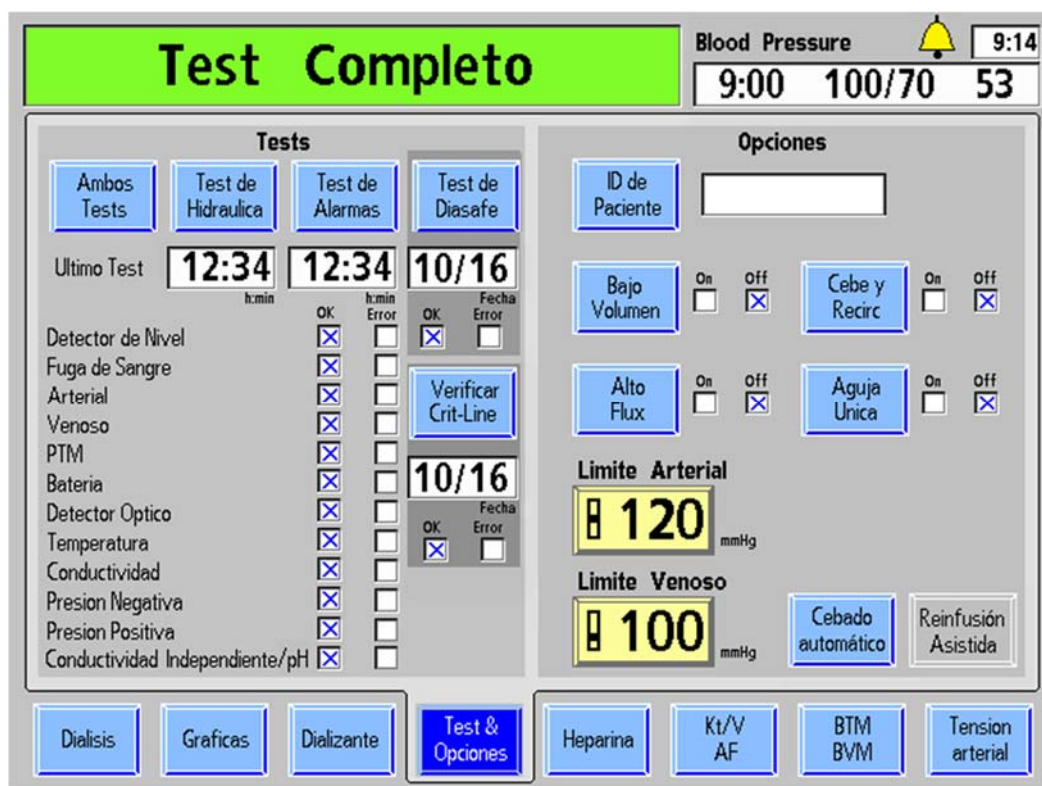 Test Completo
Blood Pressure
9:14
9:00 100/70 53
Tests
Ambos
Tests
Test de
Hidraulica
Test de
Alarmas
Test de
Diasafe
Ultimo Test
12:34
h:min
12:34
h:min
10/16
Fecha
OK Error
OK Error
Detector de Nivel
Fuga de Sangre
Arterial
Venoso
PTM
Bateria
Detector Optico
Temperatura
Conductividad
Presion Negativa
Presion Positiva
Conductividad Independiente/pH
Verificar
Crit-Line
10/16
Fecha
OK Error
Opciones
ID de
Paciente
Bajo
Volumen
On Off
Cebe y
Recirc
On Off
Alto
Flux
On Off
Aguja
Unica
On Off
Limite Arterial
120 mmHg
Limite Venoso
100 mmHg
Cebado
automático
Reinfusión
Asistida
Dialisis
Graficas
Dializante
Test &
Opciones
Heparina
Kt/V
AF
BTM
BVM
Tension
arterial